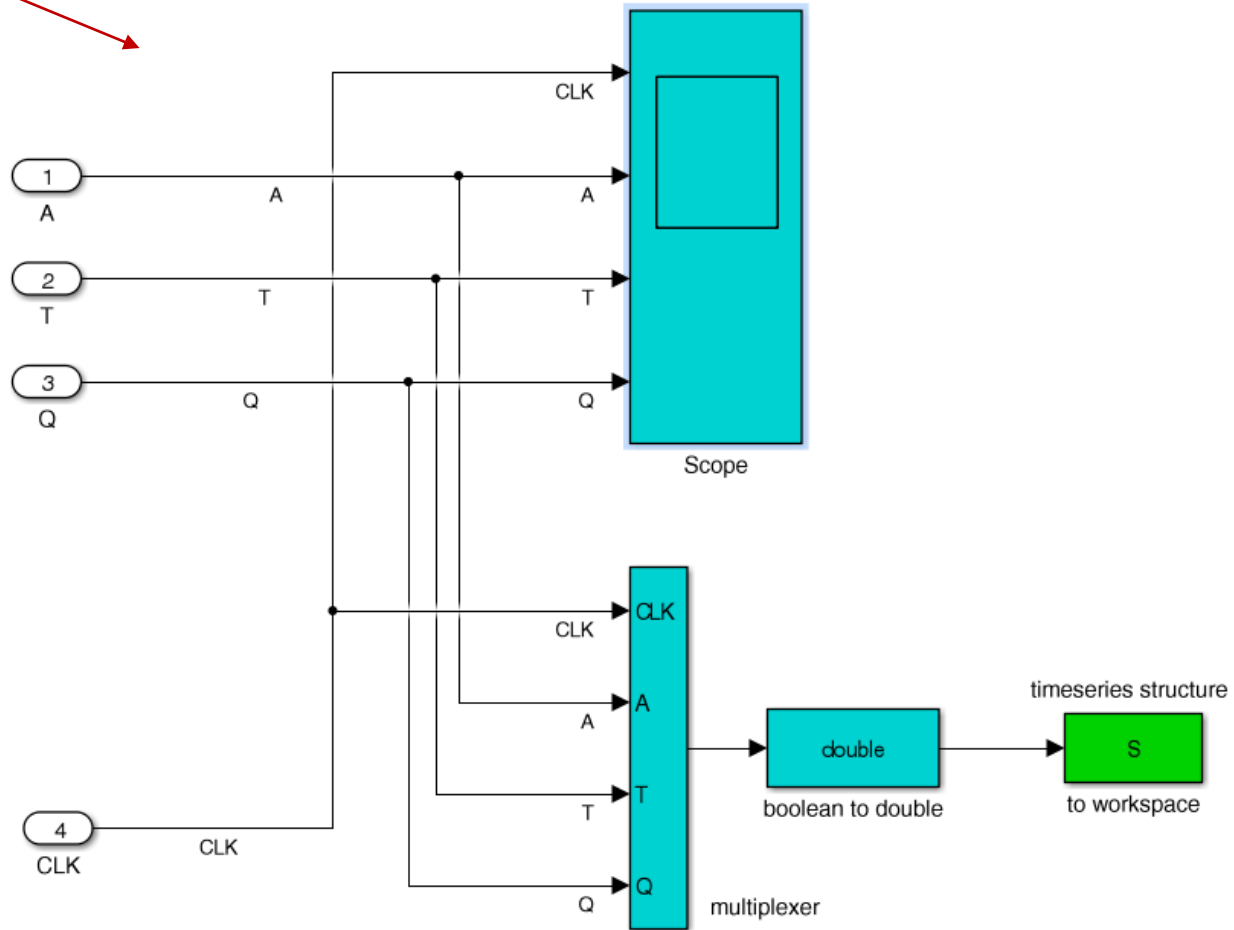 CLK
1
A
A
A
2
T
T
T
3
Q
Q
Q
Scope
CLK
CLK
A
A
timeseries structure
double
S
boolean to double
to workspace
T
T
4
CLK
CLK
Q
Q
multiplexer